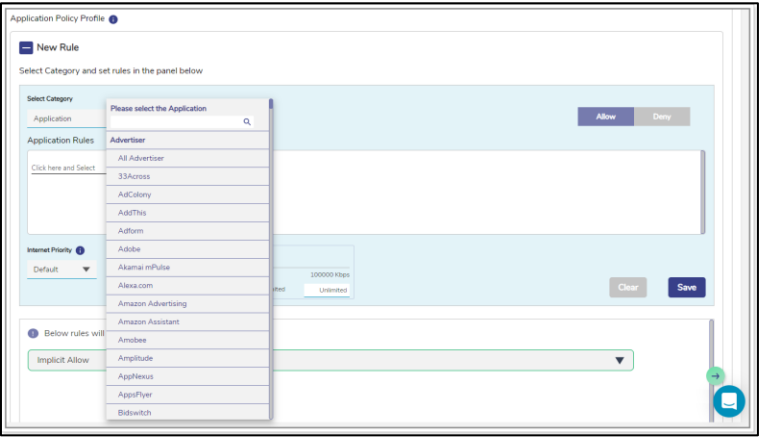 Application Policy Profile
New Rule
Select Category and set rules in the panel below
Select Category
Application
Allow
Deny
Application Rules
Click here and Select
Please select the Application
Advertiser
All Advertiser
33Across
AdColony
AddThis
Adform
Adobe
Akamai mPulse
Alexa.com
Amazon Advertising
Amazon Assistant
Amobee
Amplitude
AppNexus
AppsFlyer
Bidswitch
Internet Priority
Default
100000 Kbps
Unlimited
Clear
Save
Below rules will
Implicit Allow